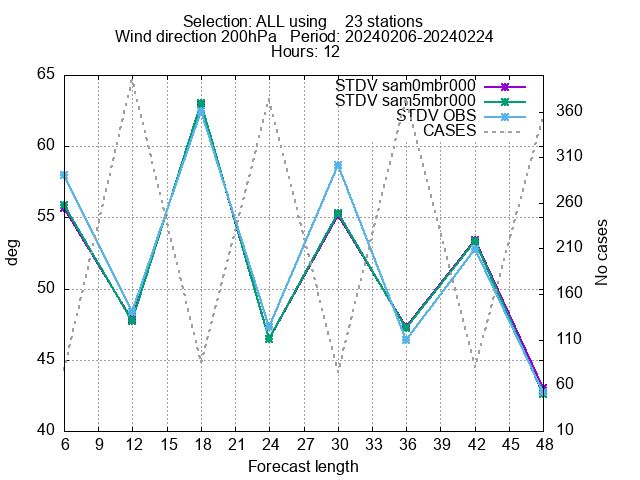 Selection: ALL using    23 stations
Wind direction 200hPa   Period: 20240206-20240224
Hours: 12
STDV sam0mbr000
STDV sam5mbr000
STDV OBS
CASES
65
60
55
50
45
40
deg
360
310
260
210
160
110
60
10
No cases
6 9 12 15 18 21 24 27 30 33 36 39 42 45 48
Forecast length